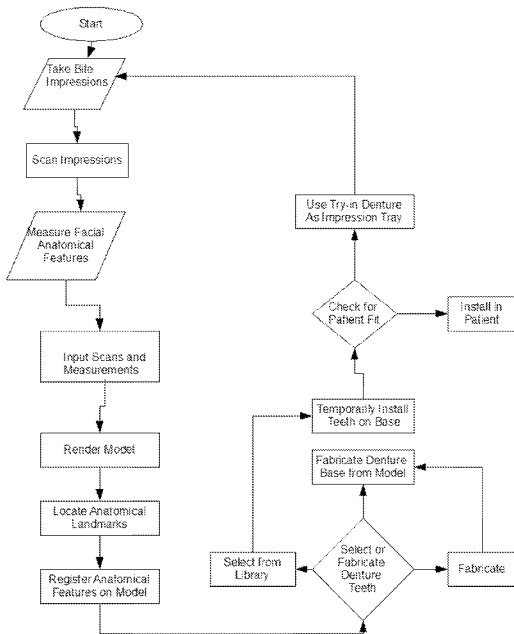 Start
Take Bite
Impressions
Scan Impressions
Measure Facial
Anatomical
Features
Input Scans and
Measurements
Render Model
Locate Anatomical
Landmarks
Register Anatomical
Features on Model
Use Try-in Denture
As Impression Tray
Check for
Patient Fit
Install in
Patient
Temporarily Install
Teeth on Base
Fabricate Denture
Base from Model
Select from
Library
Select or
Fabricate
Denture
Teeth
Fabricate